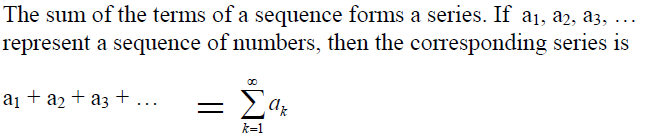 The sum of the terms of a sequence forms a series. If a₁, a₂, a₃, …
represent a sequence of numbers, then the corresponding series is
a₁ + a₂ + a₃ + … = ∑_{k=1}^{∞} aₖ